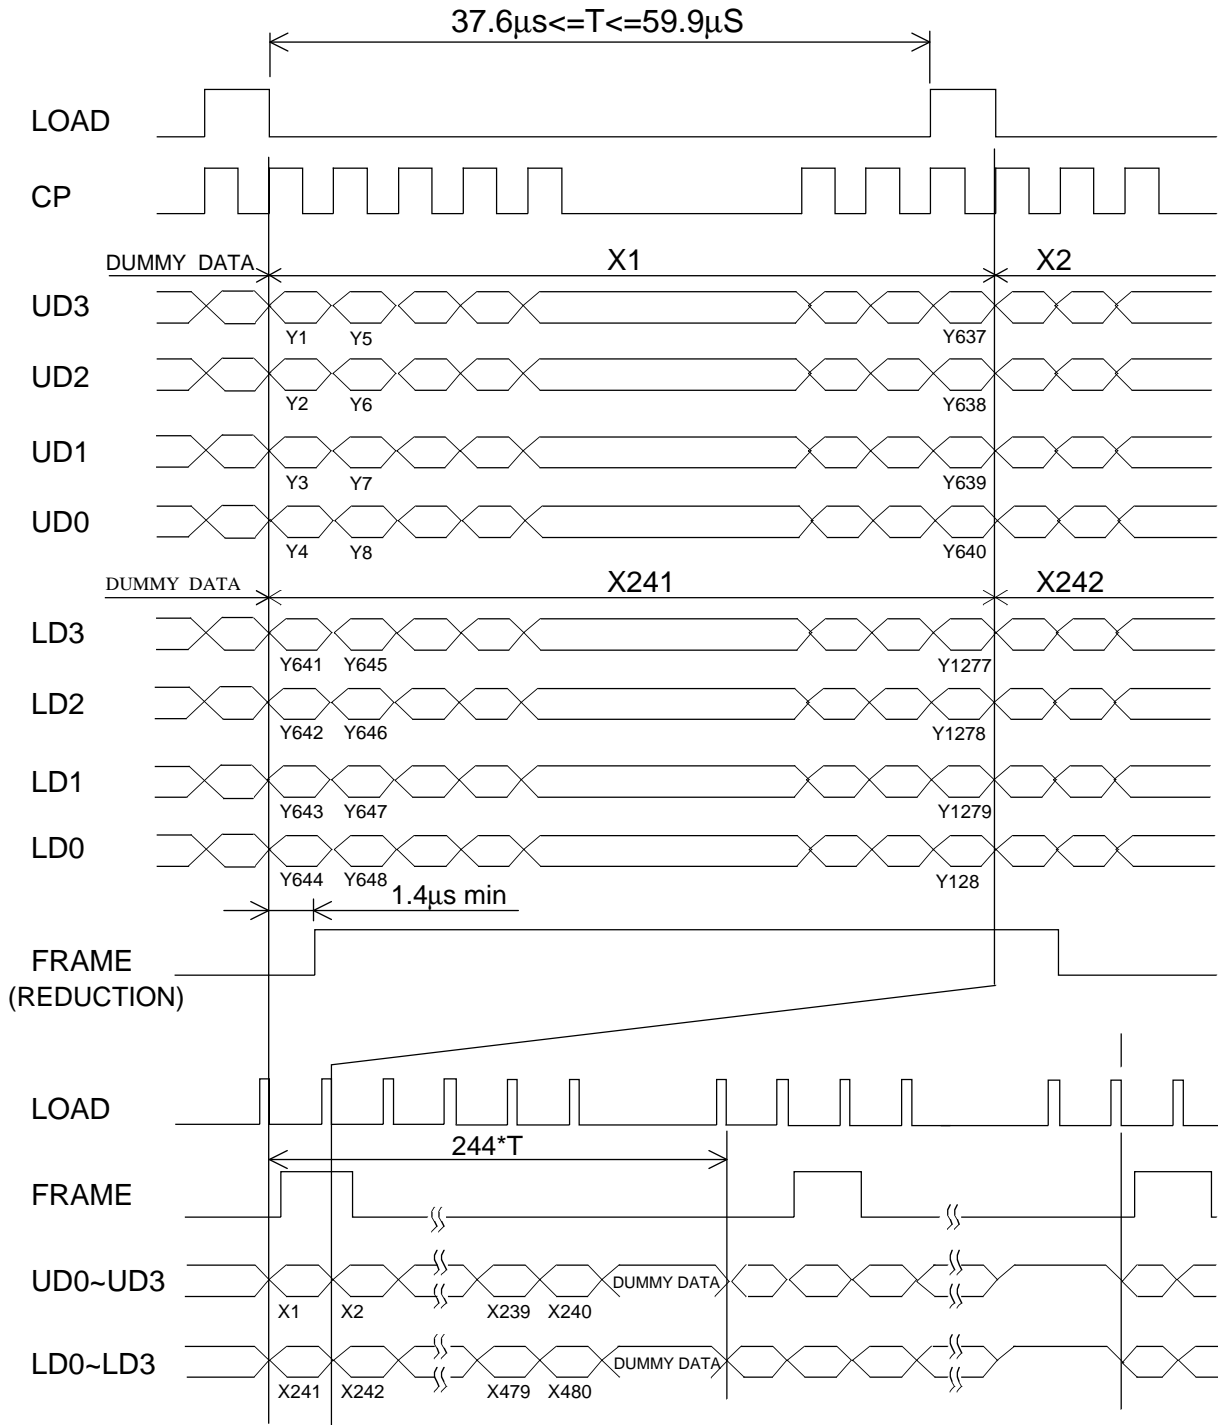 37.6μs<=T<=59.9μS
LOAD
CP
DUMMY DATA X1 X2
UD3
Y1 Y5 Y637
UD2
Y2 Y6 Y638
UD1
Y3 Y7 Y639
UD0
Y4 Y8 Y640
DUMMY DATA X241 X242
LD3
Y641 Y645 Y1277
LD2
Y642 Y646 Y1278
LD1
Y643 Y647 Y1279
LD0
Y644 Y648 Y128
1.4μs min
FRAME
(REDUCTION)
LOAD
244*T
FRAME
UD0~UD3 DUMMY DATA
X1 X2 X239 X240
LD0~LD3 DUMMY DATA
X241 X242 X479 X480